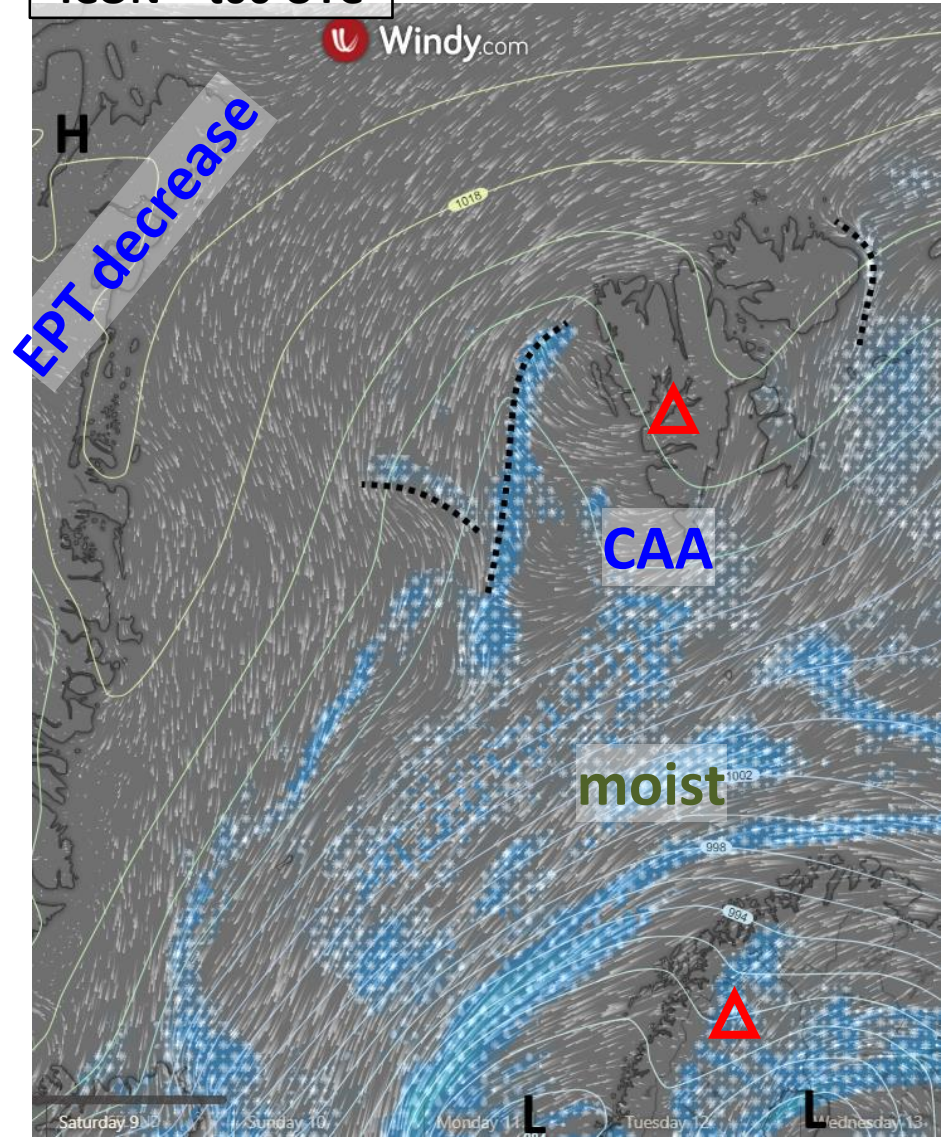 Windy.com
H
EPT decrease
1018
CAA
moist
1002
998
994
L
L
Saturday 9
Sunday 10
Monday 11
Tuesday 12
Wednesday 13